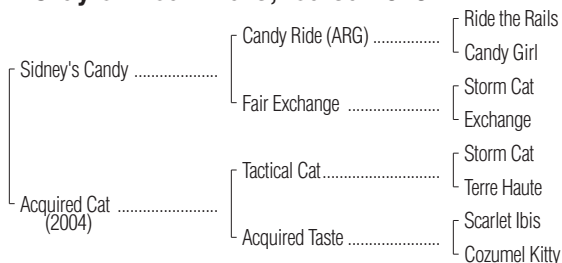 Ride the Rails
Candy Ride (ARG) ................
Candy Girl
Sidney's Candy ....................
Storm Cat
Fair Exchange ......................
Exchange
Storm Cat
Tactical Cat............................
Terre Haute
Acquired Cat ........................
(2004)
Scarlet Ibis
Acquired Taste ......................
Cozumel Kitty